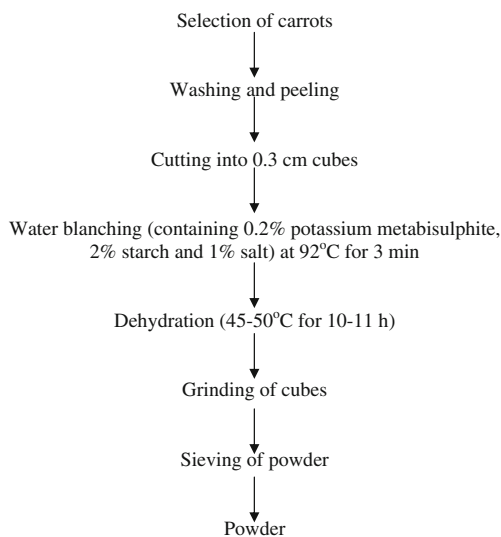 Selection of carrots
Washing and peeling
Cutting into 0.3 cm cubes
Water blanching (containing 0.2% potassium metabisulphite,
2% starch and 1% salt) at 92°C for 3 min
Dehydration (45-50°C for 10-11 h)
Grinding of cubes
Sieving of powder
Powder